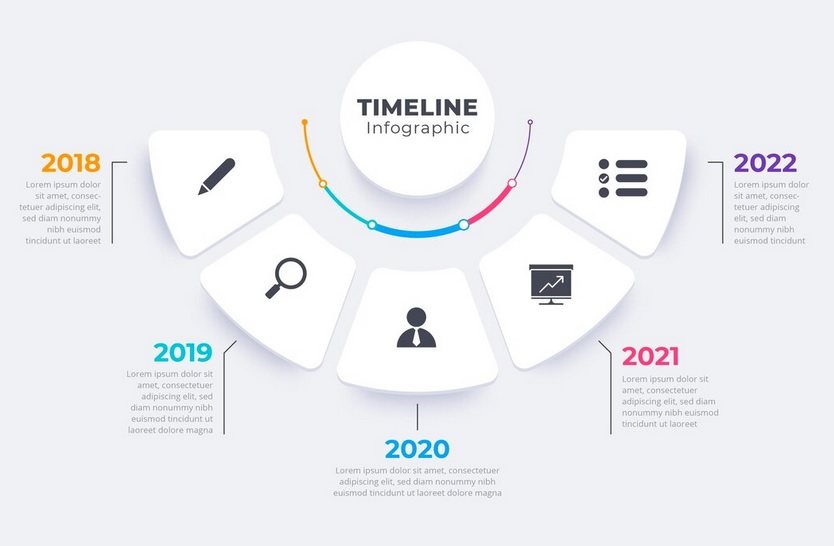 TIMELINE
Infographic
2018
Lorem ipsum dolor
sit amet, consec-
tetuer adipiscing elit,
sed diam nonummy
nibh euismod
tincidunt ut laoreet
2019
Lorem ipsum dolor sit
amet, consectetuer
adipiscing elit, sed
diam nonummy nibh
euismod tincidunt ut
laoreet dolore magna
2020
Lorem ipsum dolor sit amet, consectetuer
adipiscing elit, sed diam nonummy nibh
euismod tincidunt ut laoreet dolore magna
2021
Lorem ipsum dolor sit
amet, adipiscing elit, sed diam
nonummy nibh euismod
tincidunt ut laoreet
2022
Lorem ipsum dolor
sit amet, consec-
tetuer adipiscing
elit, sed diam
nonummy nibh
euismod tincidunt